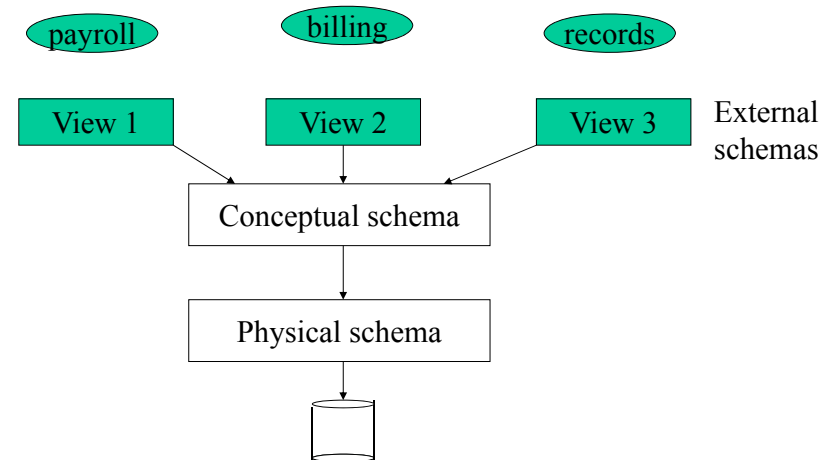 payroll
billing
records
View 1
View 2
View 3
External
schemas
Conceptual schema
Physical schema